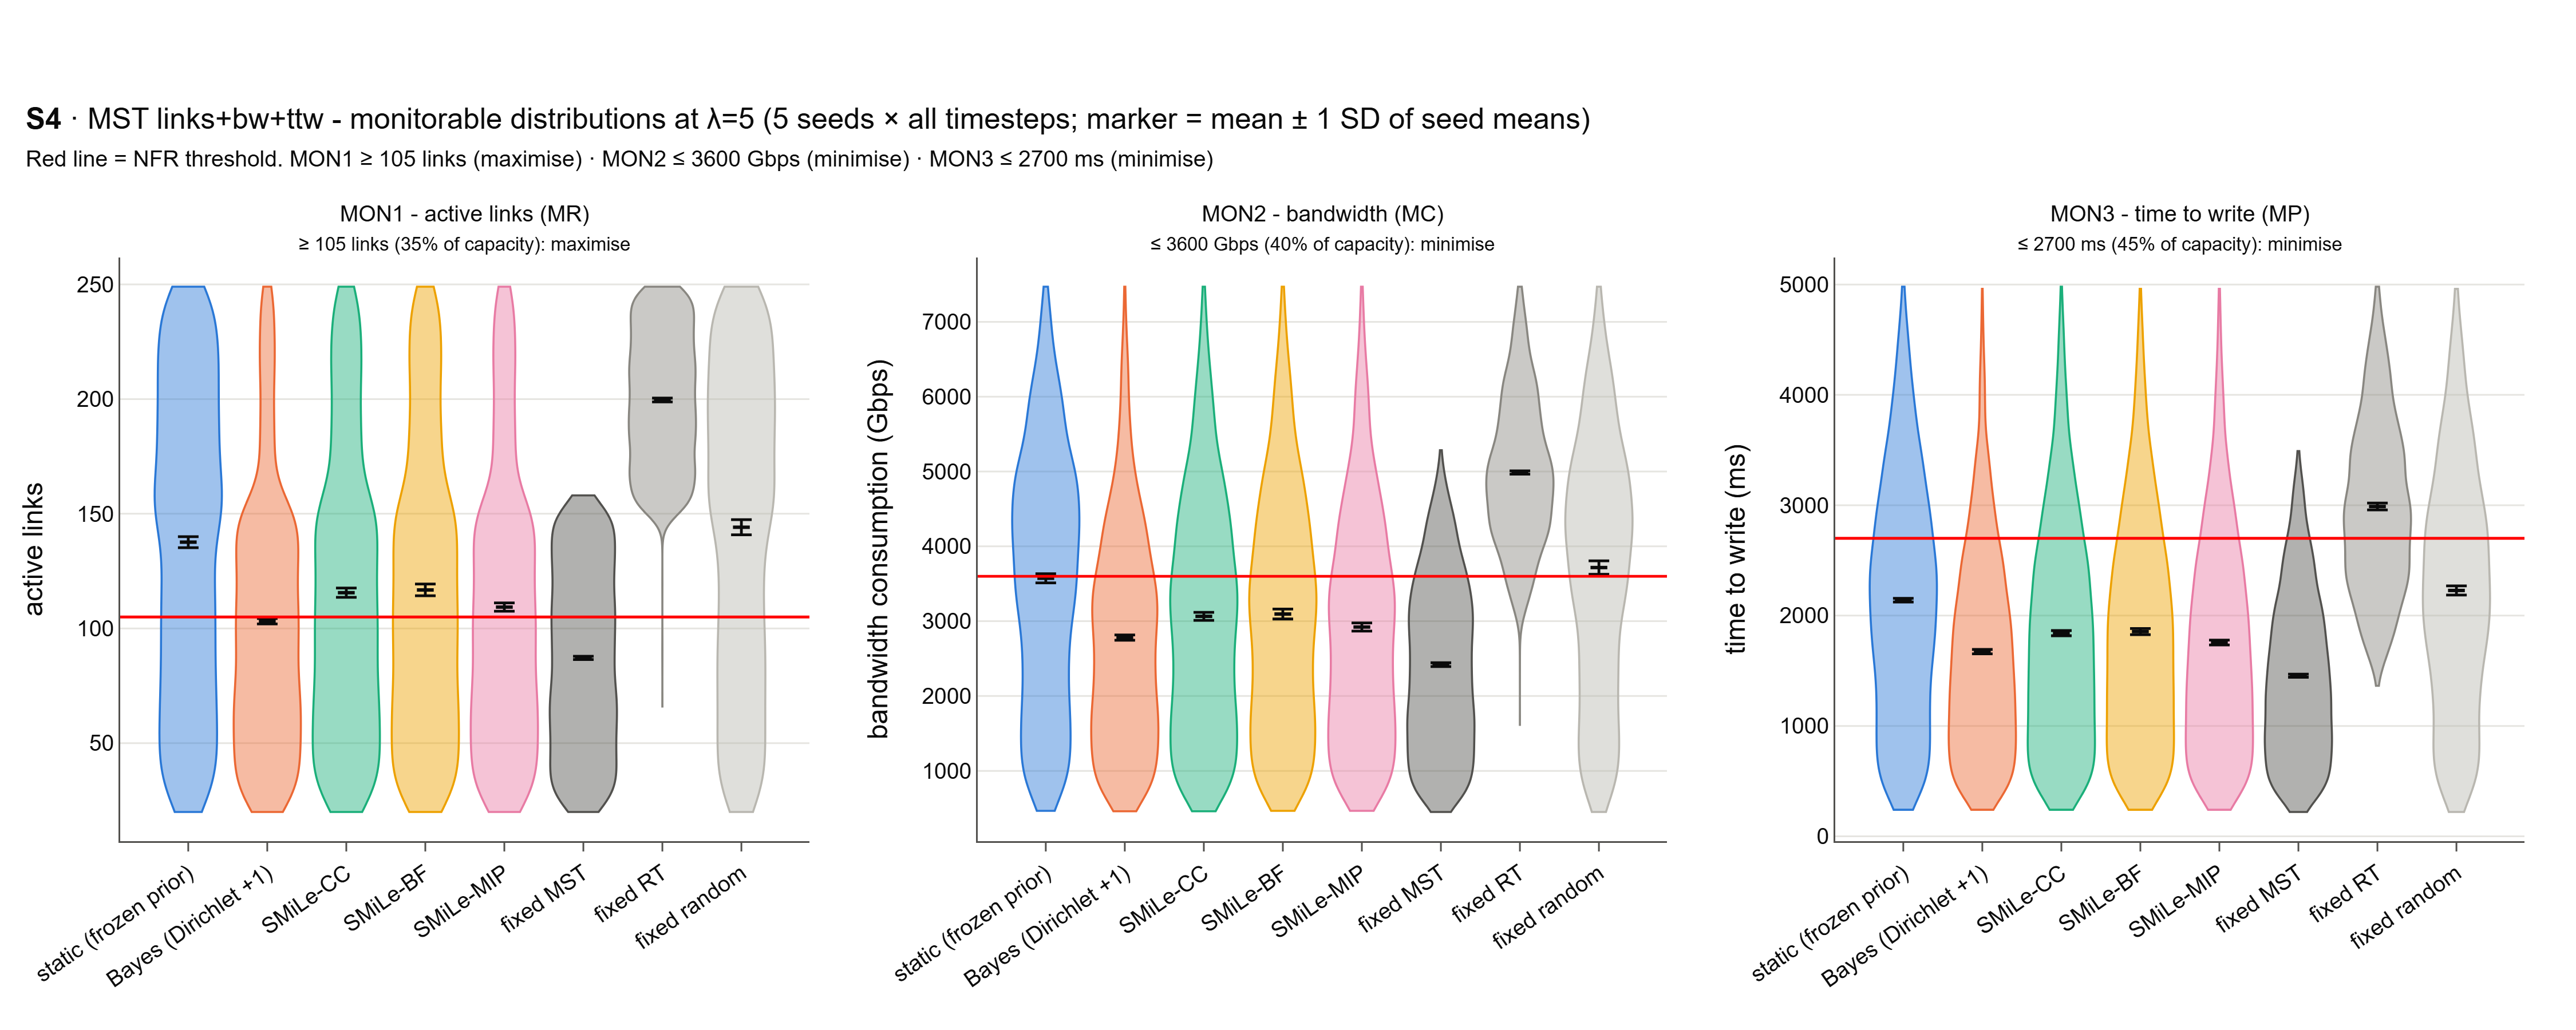 S4 · MST links+bw+ttw - monitorable distributions at λ=5 (5 seeds × all timesteps; marker = mean ± 1 SD of seed means)
Red line = NFR threshold. MON1 ≥ 105 links (maximise) · MON2 ≤ 3600 Gbps (minimise) · MON3 ≤ 2700 ms (minimise)
MON1 - active links (MR)
≥ 105 links (35% of capacity): maximise
active links
250
200
150
100
50
static (frozen prior)
Bayes (Dirichlet +1)
SMiLe-CC
SMiLe-BF
SMiLe-MIP
fixed MST
fixed RT
fixed random
MON2 - bandwidth (MC)
≤ 3600 Gbps (40% of capacity): minimise
bandwidth consumption (Gbps)
7000
6000
5000
4000
3000
2000
1000
static (frozen prior)
Bayes (Dirichlet +1)
SMiLe-CC
SMiLe-BF
SMiLe-MIP
fixed MST
fixed RT
fixed random
MON3 - time to write (MP)
≤ 2700 ms (45% of capacity): minimise
time to write (ms)
5000
4000
3000
2000
1000
0
static (frozen prior)
Bayes (Dirichlet +1)
SMiLe-CC
SMiLe-BF
SMiLe-MIP
fixed MST
fixed RT
fixed random